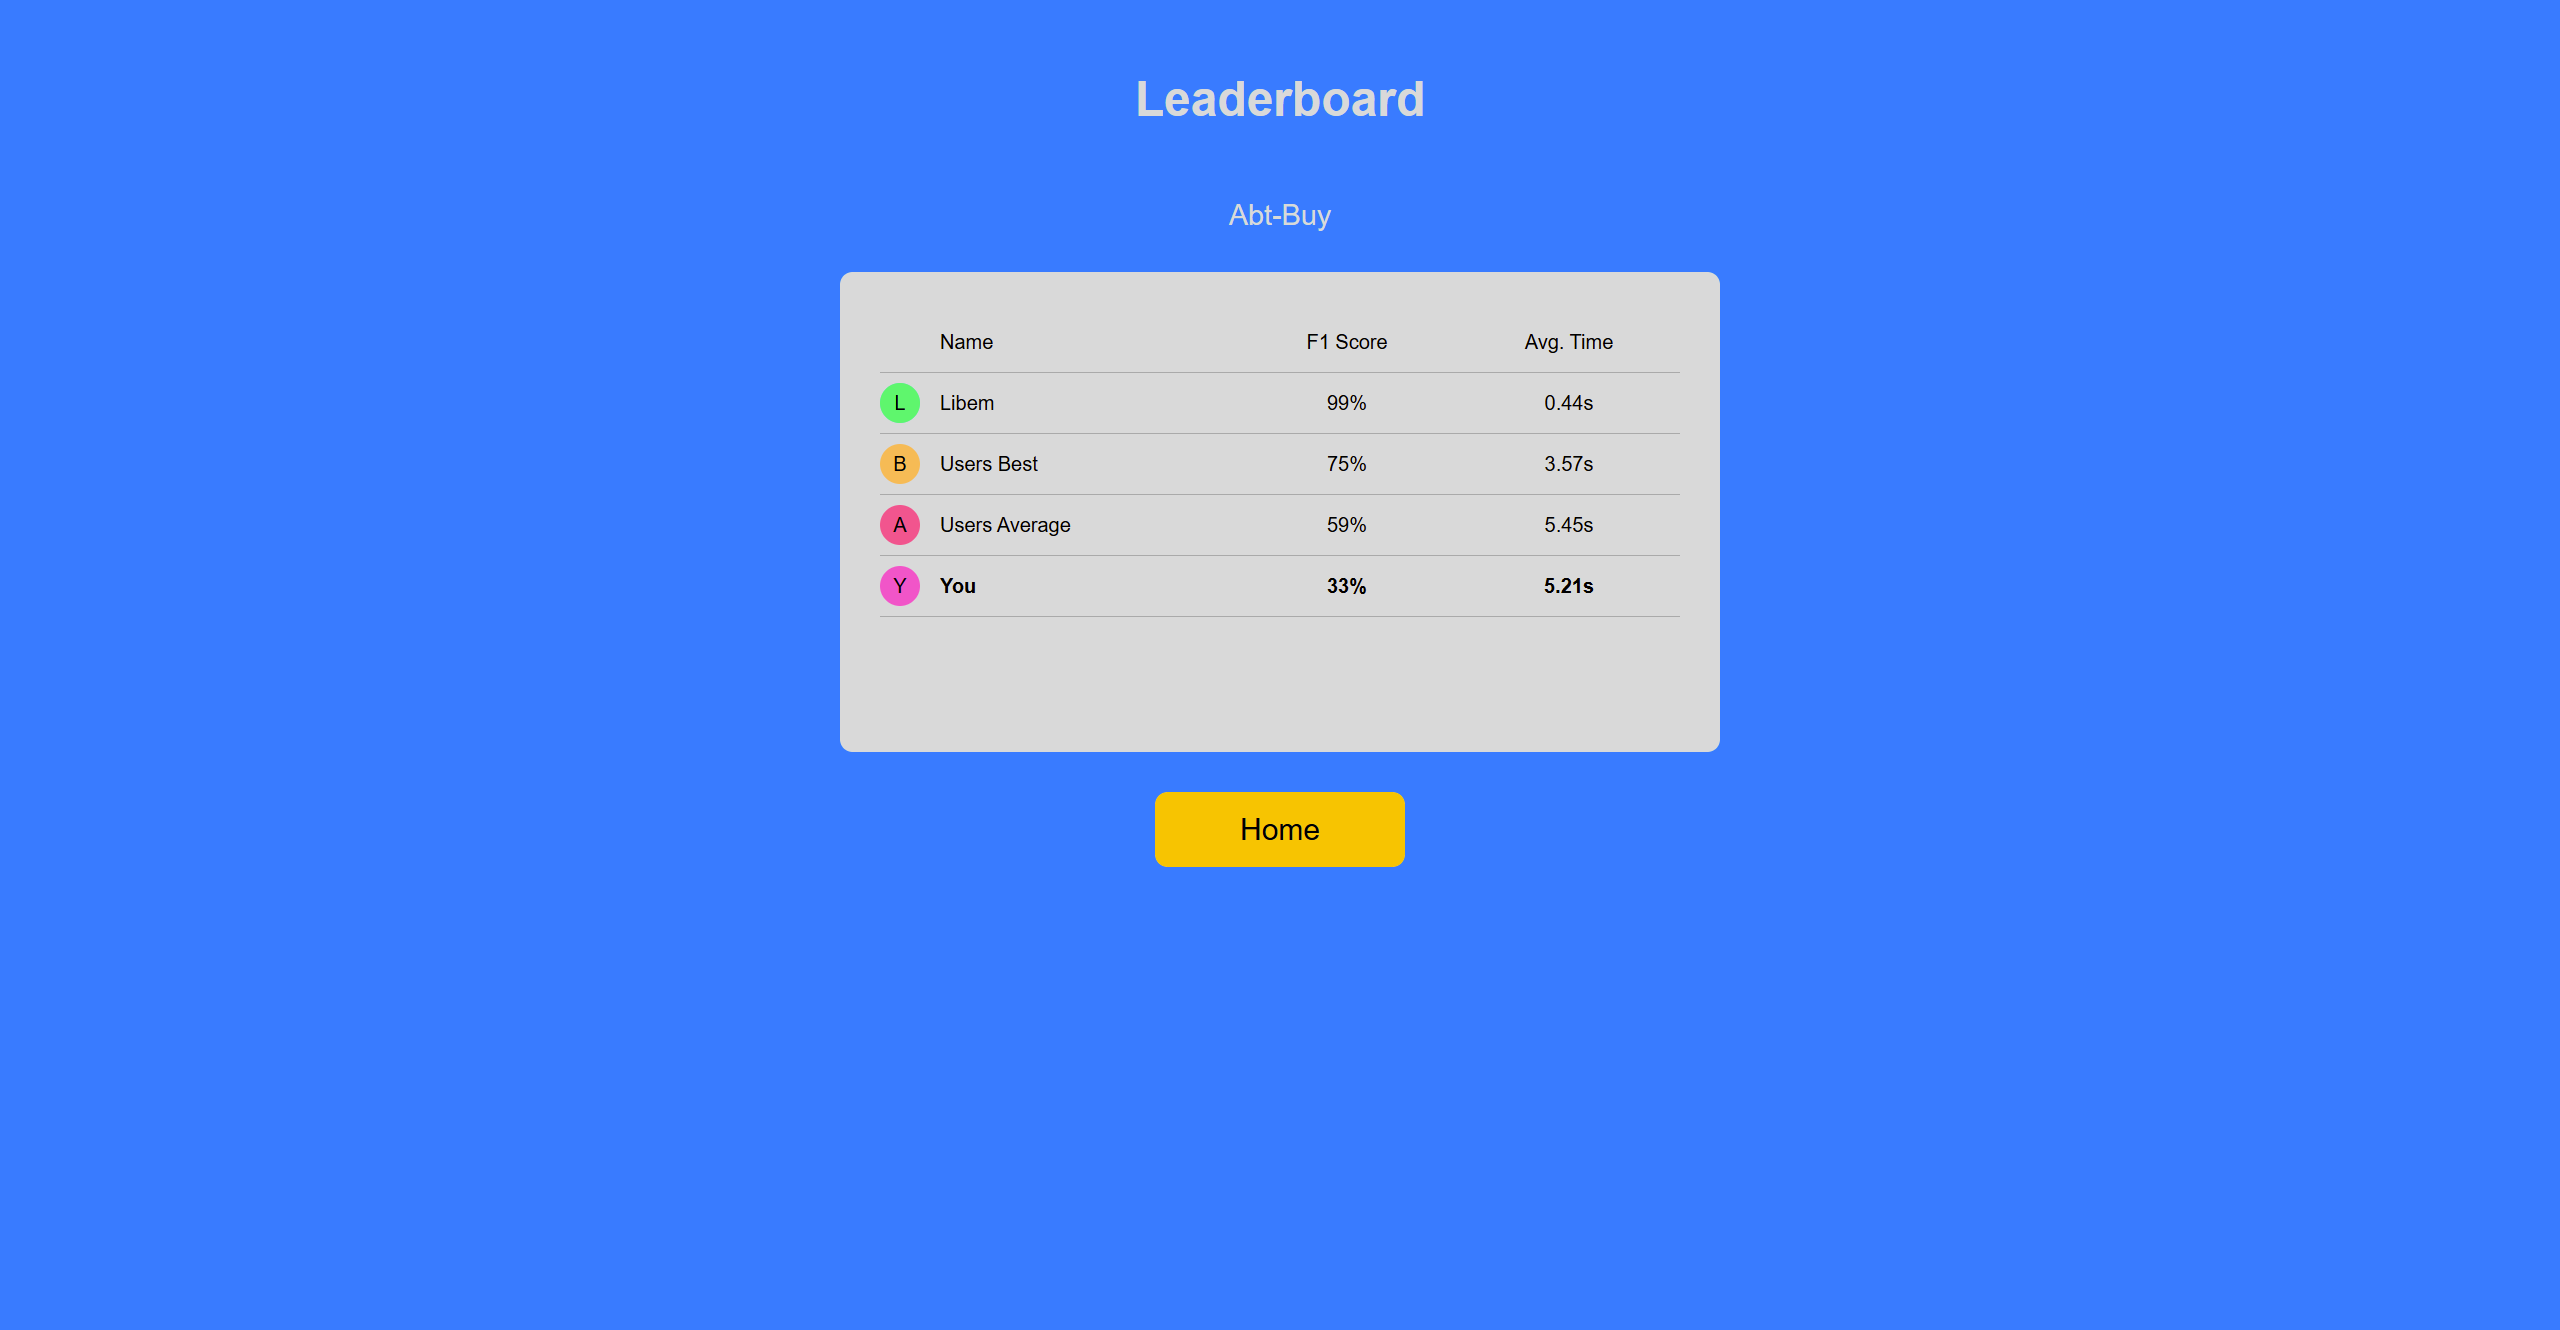 Leaderboard
Abt-Buy
Name F1 Score Avg. Time
L Libem 99% 0.44s
B Users Best 75% 3.57s
A Users Average 59% 5.45s
Y You 33% 5.21s
Home